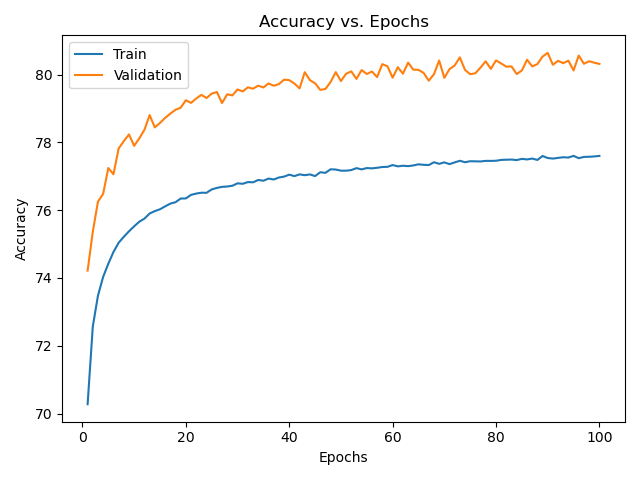 Accuracy vs. Epochs
Train
Validation
Accuracy
80
78
76
74
72
70
0 20 40 60 80 100
Epochs